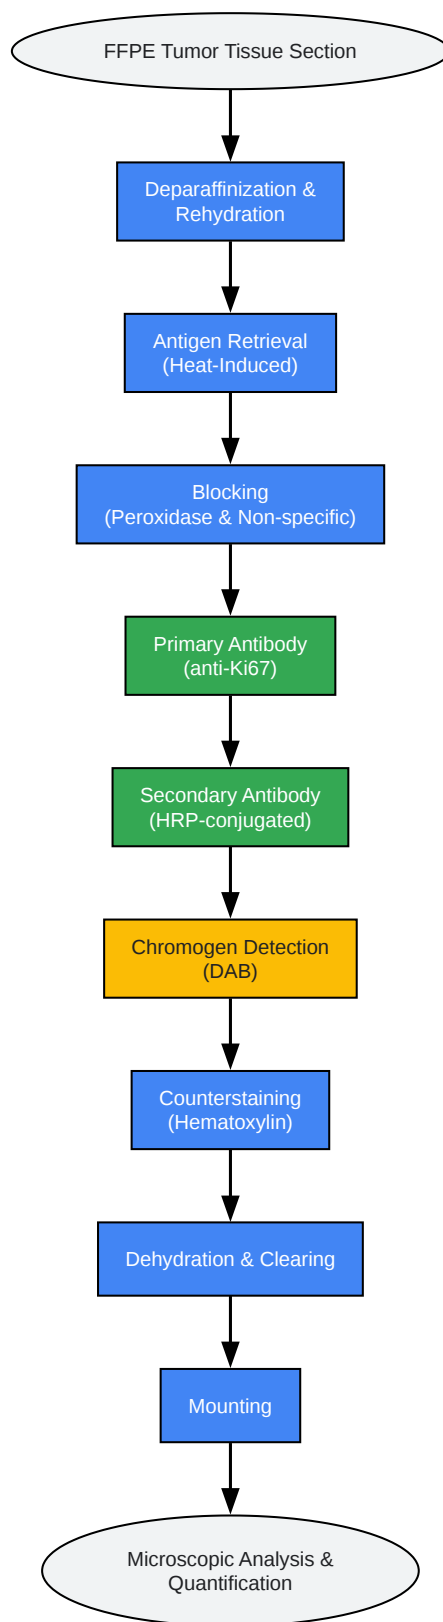 FFPE Tumor Tissue Section
Deparaffinization &
Rehydration
Antigen Retrieval
(Heat-Induced)
Blocking
(Peroxidase & Non-specific)
Primary Antibody
(anti-Ki67)
Secondary Antibody
(HRP-conjugated)
Chromogen Detection
(DAB)
Counterstaining
(Hematoxylin)
Dehydration & Clearing
Mounting
Microscopic Analysis &
Quantification